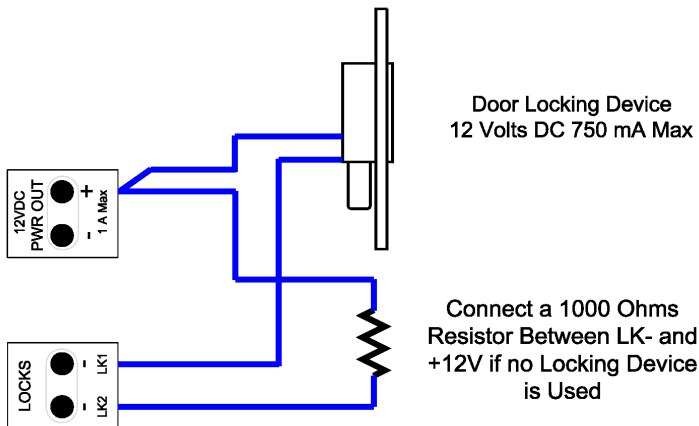 Door Locking Device
12 Volts DC 750 mA Max
12VDC
PWR OUT
+
-
1 A Max
Connect a 1000 Ohms
Resistor Between LK- and
+12V if no Locking Device
is Used
LOCKS
- LK1
- LK2